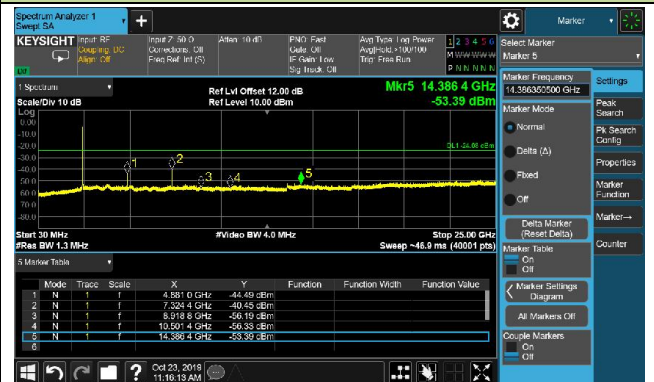 Spectrum Analyzer 1
Swept SA
+
Marker
KEYSIGHT
Input: RF
Coupling: DC
Align: Off
Input Z: 50 Ω
Corrections: Off
Freq Ref: Int (S)
Atten: 10 dB
PNO: Fast
Gate: Off
IF Gain: Low
Sig Track: Off
Avg Type: Log Power
Avg|Hold:>100/100
Trig: Free Run
1 2 3 4 5 6
M W W W W W
P N N N N N
Select Marker
Marker 5
1 Spectrum
Scale/Div 10 dB
Ref Lvl Offset 12.00 dB
Ref Level 10.00 dBm
Mkr5 14.386 4 GHz
-53.39 dBm
Log
0.00
-10.0
-20.0
-30.0
-40.0
-50.0
-60.0
-70.0
-80.0
DL1 -24.08 dBm
1
2
3
4
5
Start 30 MHz
#Res BW 1.3 MHz
#Video BW 4.0 MHz
Stop 25.00 GHz
Sweep ~46.9 ms (40001 pts)
5 Marker Table
Mode Trace Scale X Y Function Function Width Function Value
1 N 1 f 4.881 0 GHz -44.49 dBm
2 N 1 f 7.324 4 GHz -40.45 dBm
3 N 1 f 8.918 8 GHz -56.19 dBm
4 N 1 f 10.501 4 GHz -56.33 dBm
5 N 1 f 14.386 4 GHz -53.39 dBm
6
Marker Frequency
14.386350500 GHz
Marker Mode
Normal
Delta (Δ)
Fixed
Off
Delta Marker
(Reset Delta)
Marker Table
On
Off
Marker Settings
Diagram
All Markers Off
Couple Markers
On
Off
Settings
Peak
Search
Pk Search
Config
Properties
Marker
Function
Marker→
Counter
?
Oct 23, 2019
11:16:13 AM